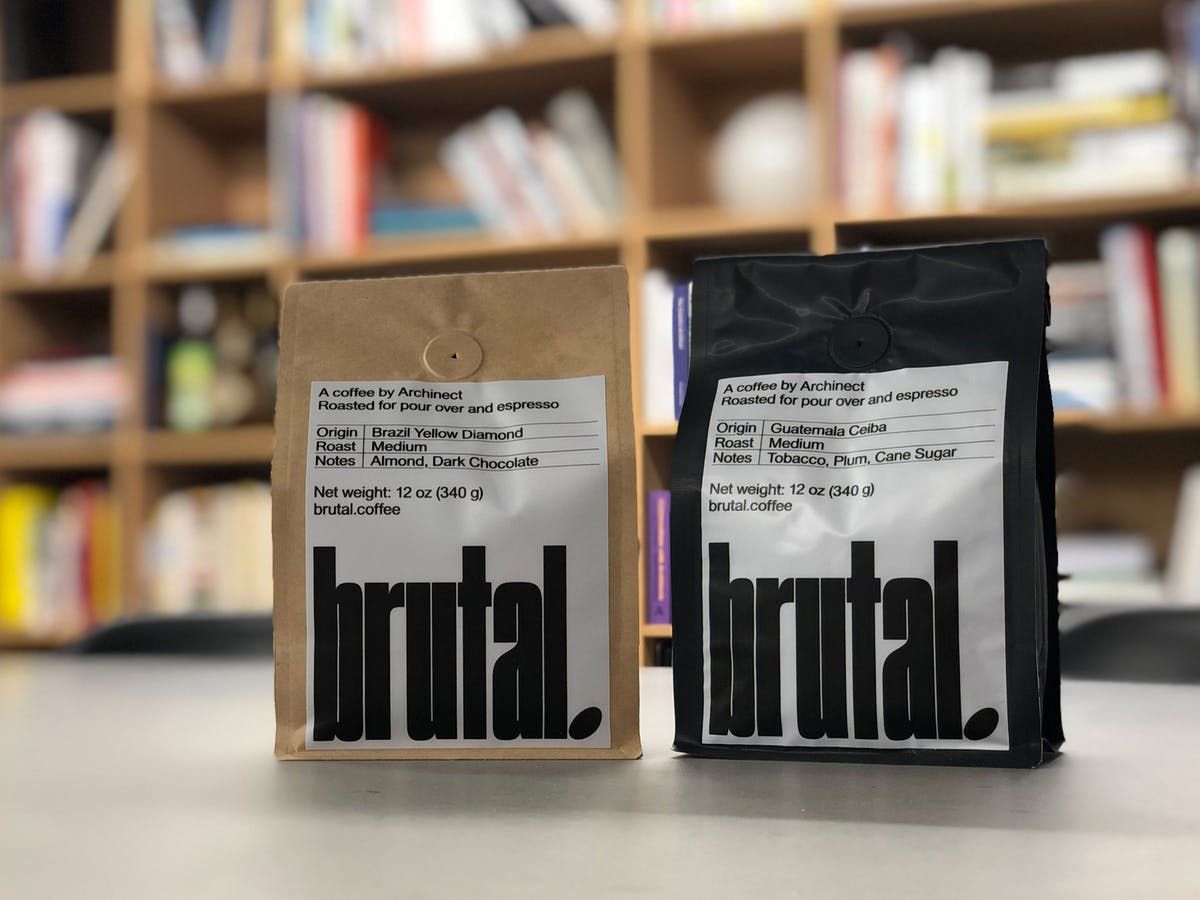 A coffee by Archinect
Roasted for pour over and espresso
Origin Brazil Yellow Diamond
Roast Medium
Notes Almond, Dark Chocolate
Net weight: 12 oz (340 g)
brutal.coffee
brutal.
A coffee by Archinect
Roasted for pour over and espresso
Origin Guatemala Ceiba
Roast Medium
Notes Tobacco, Plum, Cane Sugar
Net weight: 12 oz (340 g)
brutal.coffee
brutal.